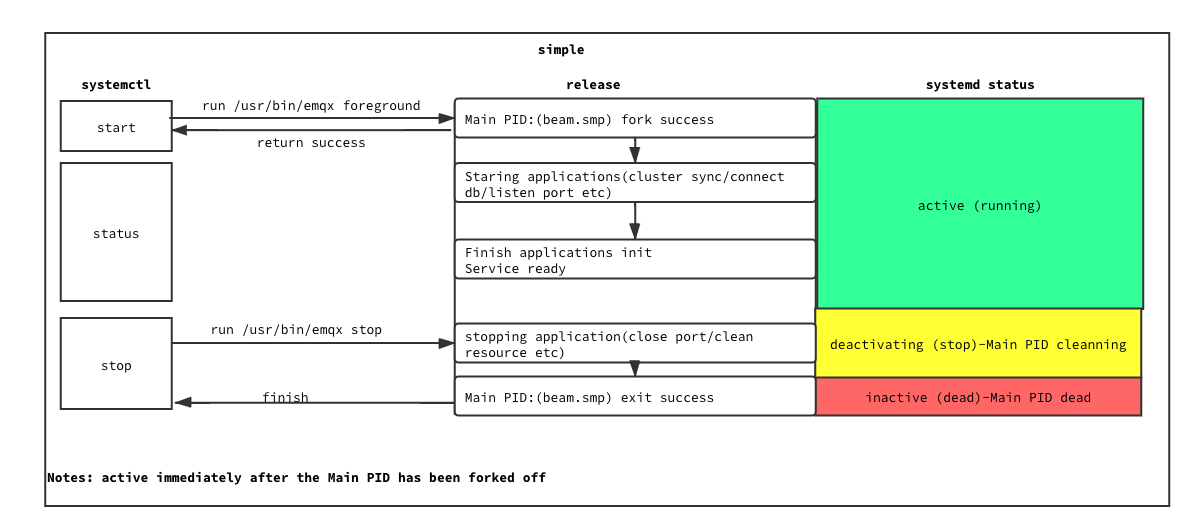 simple
systemctl
release
systemd status
start
run /usr/bin/emqx foreground
return success
Main PID:(beam.smp) fork success
Staring applications(cluster sync/connect
db/listen port etc)
active (running)
status
Finish applications init
Service ready
stop
run /usr/bin/emqx stop
stopping application(close port/clean
resource etc)
deactivating (stop)-Main PID cleanning
finish
Main PID:(beam.smp) exit success
inactive (dead)-Main PID dead
Notes: active immediately after the Main PID has been forked off